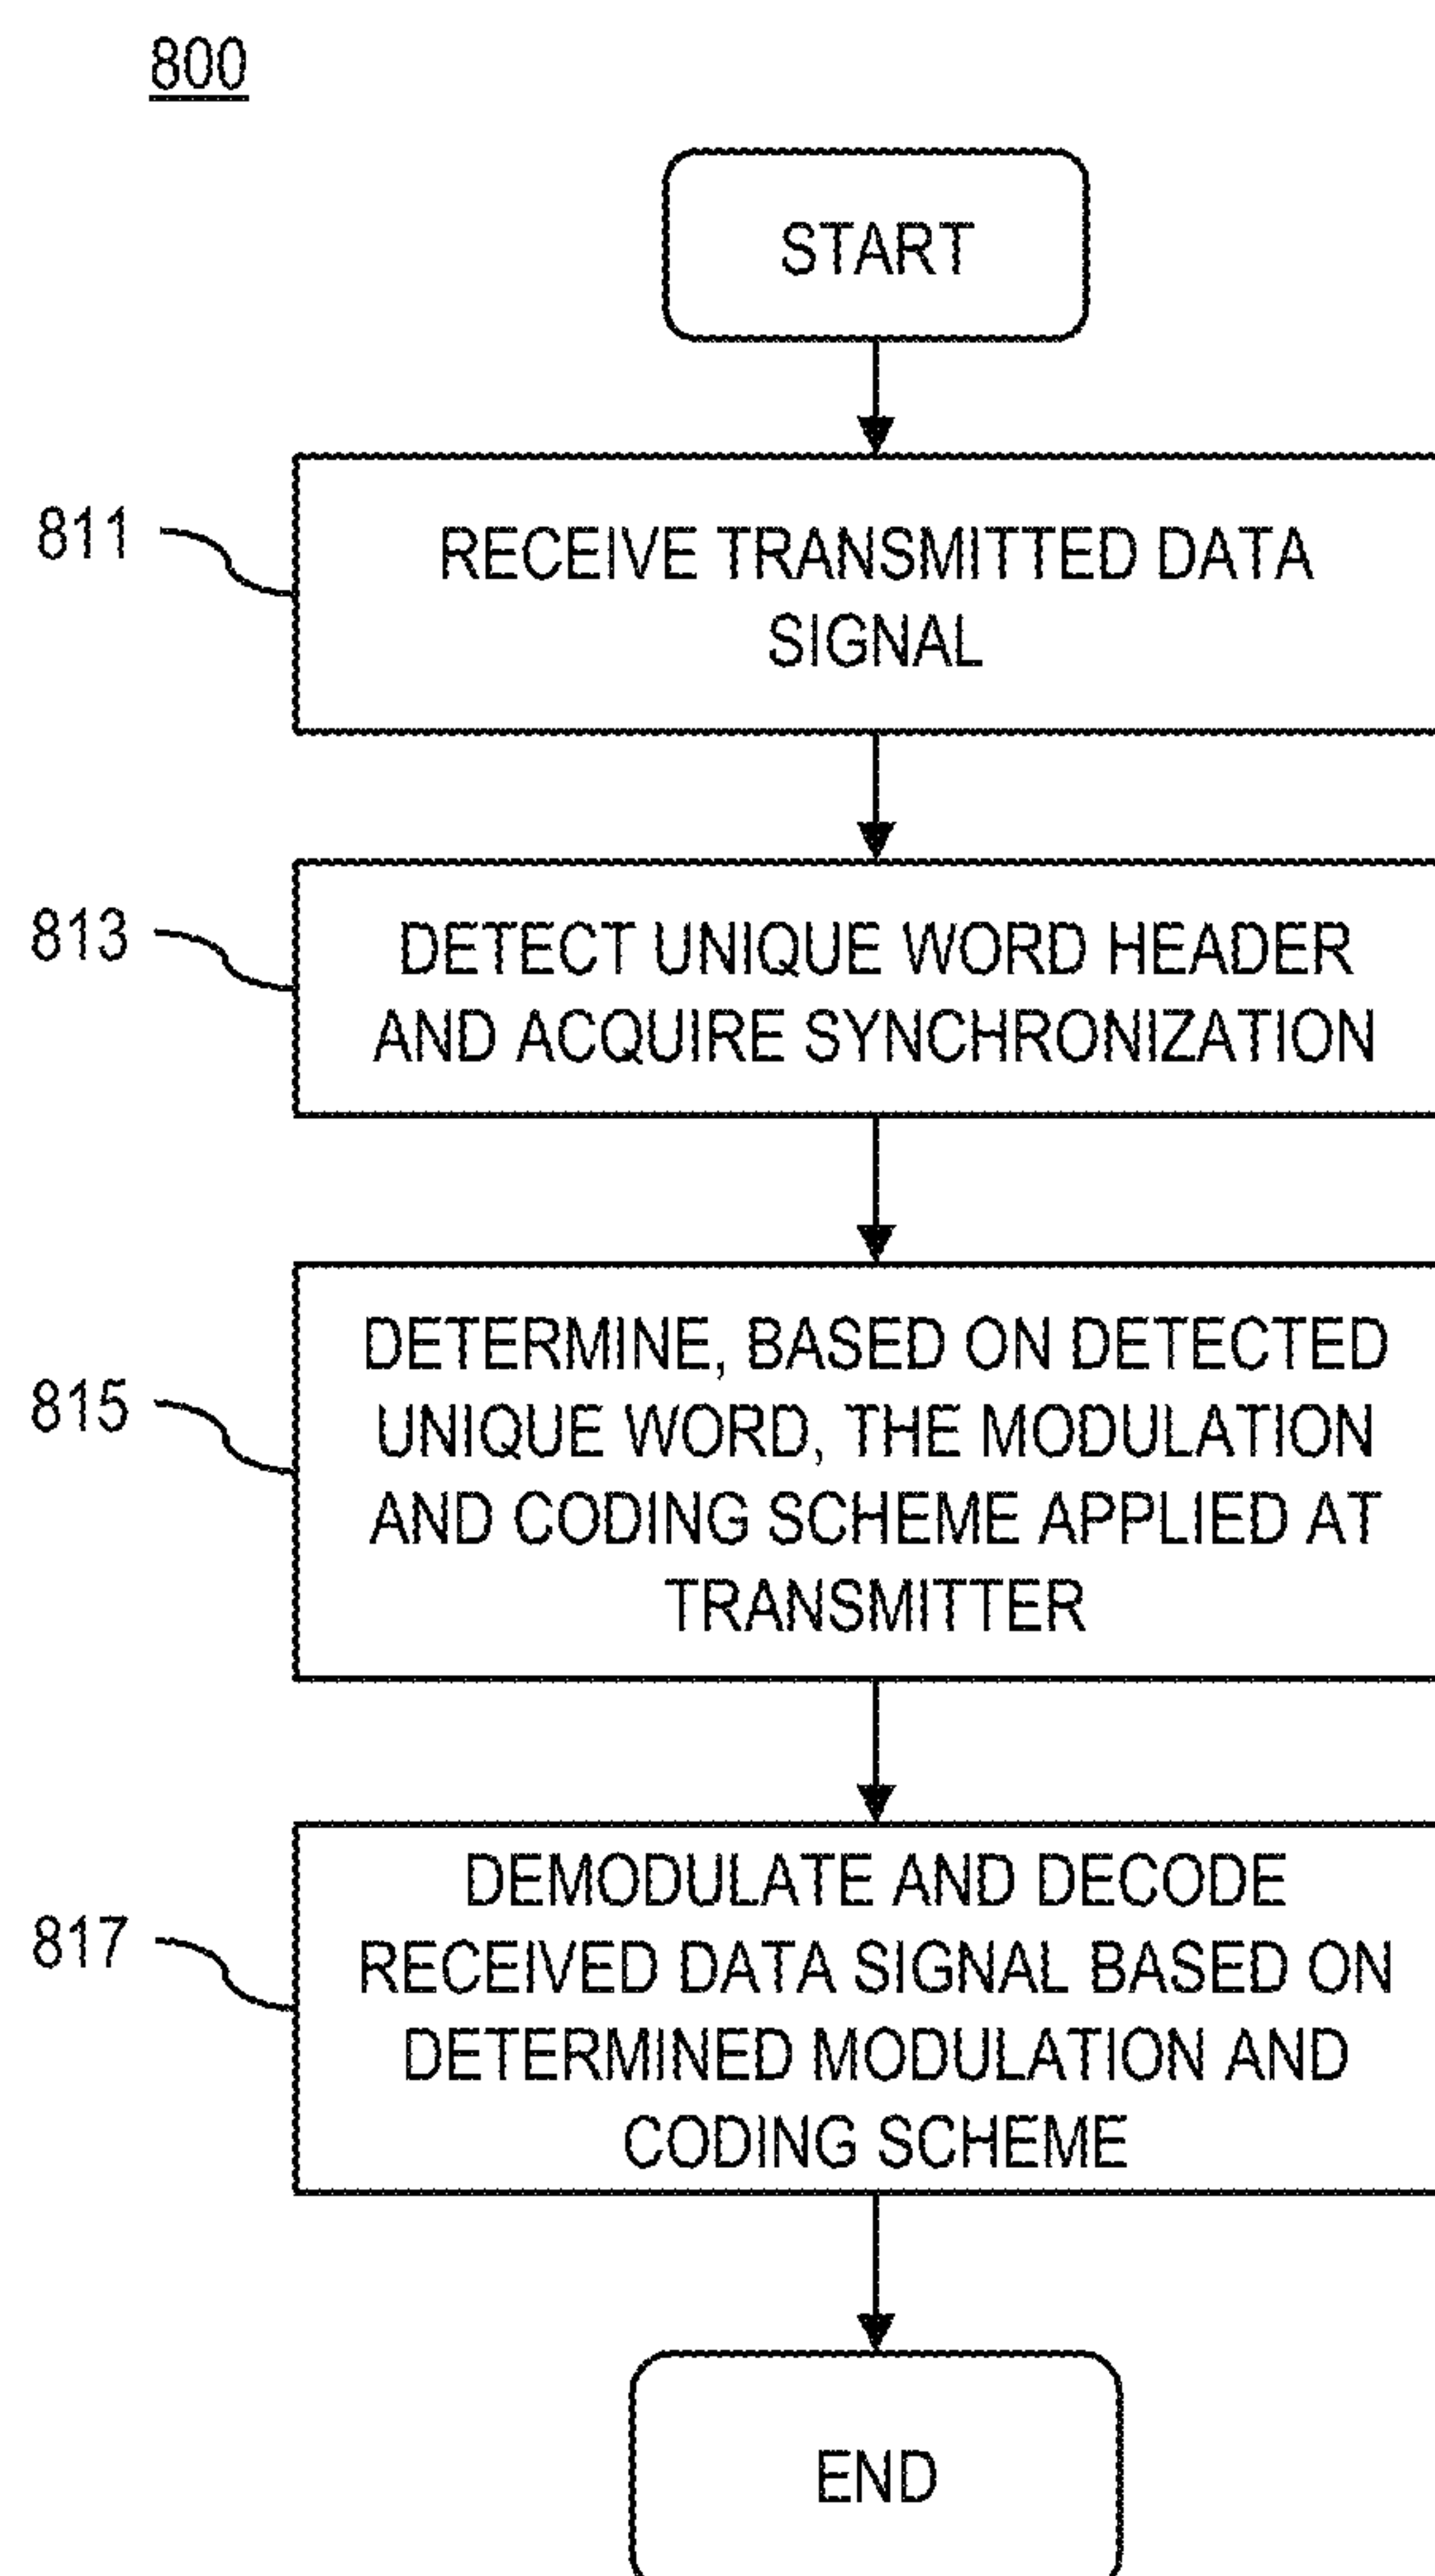 800
START
811
RECEIVE TRANSMITTED DATA
SIGNAL
813
DETECT UNIQUE WORD HEADER
AND ACQUIRE SYNCHRONIZATION
815
DETERMINE, BASED ON DETECTED
UNIQUE WORD, THE MODULATION
AND CODING SCHEME APPLIED AT
TRANSMITTER
817
DEMODULATE AND DECODE
RECEIVED DATA SIGNAL BASED ON
DETERMINED MODULATION AND
CODING SCHEME
END